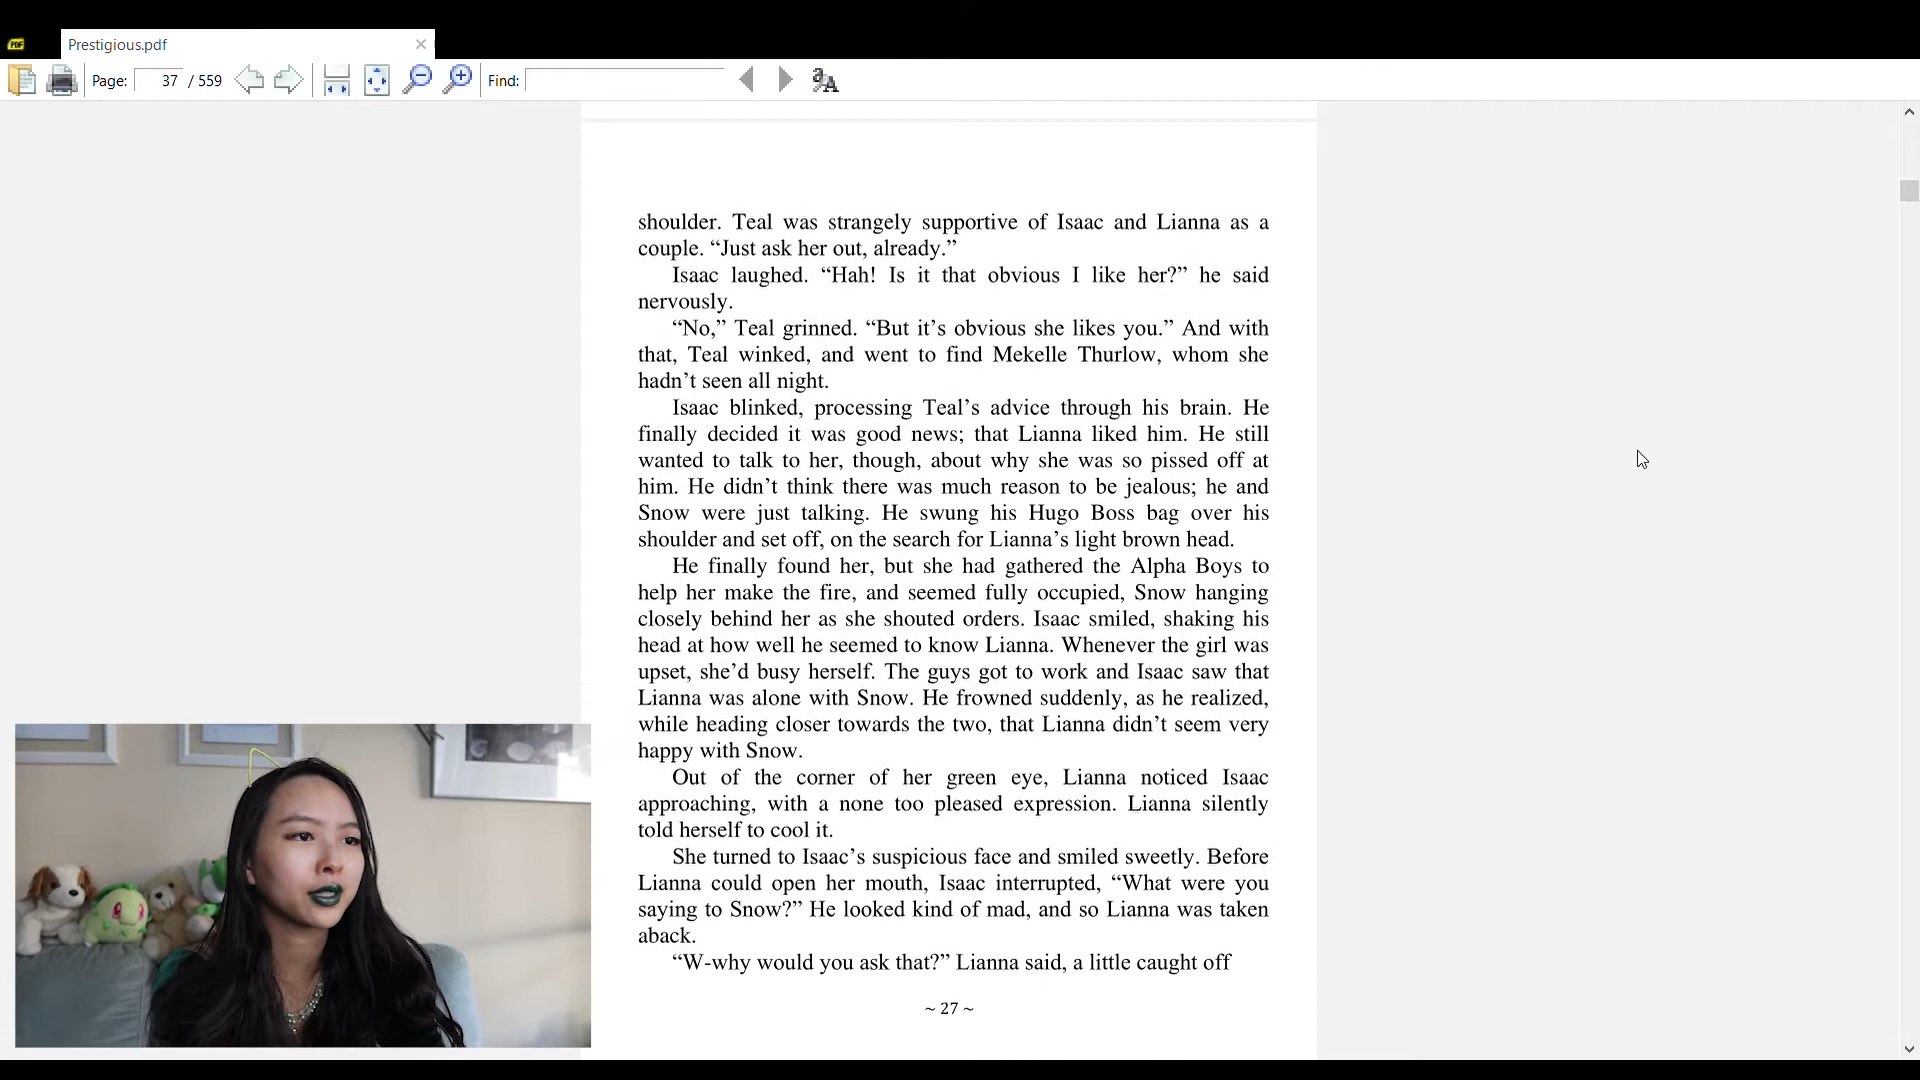 Prestigious.pdf
Page: 37 / 559 Find:
shoulder. Teal was strangely supportive of Isaac and Lianna as a
couple. “Just ask her out, already.”
Isaac laughed. “Hah! Is it that obvious I like her?” he said
nervously.
“No,” Teal grinned. “But it’s obvious she likes you.” And with
that, Teal winked, and went to find Mekelle Thurlow, whom she
hadn’t seen all night.
Isaac blinked, processing Teal’s advice through his brain. He
finally decided it was good news; that Lianna liked him. He still
wanted to talk to her, though, about why she was so pissed off at
him. He didn’t think there was much reason to be jealous; he and
Snow were just talking. He swung his Hugo Boss bag over his
shoulder and set off, on the search for Lianna’s light brown head.
He finally found her, but she had gathered the Alpha Boys to
help her make the fire, and seemed fully occupied, Snow hanging
closely behind her as she shouted orders. Isaac smiled, shaking his
head at how well he seemed to know Lianna. Whenever the girl was
upset, she’d busy herself. The guys got to work and Isaac saw that
Lianna was alone with Snow. He frowned suddenly, as he realized,
while heading closer towards the two, that Lianna didn’t seem very
happy with Snow.
Out of the corner of her green eye, Lianna noticed Isaac
approaching, with a none too pleased expression. Lianna silently
told herself to cool it.
She turned to Isaac’s suspicious face and smiled sweetly. Before
Lianna could open her mouth, Isaac interrupted, “What were you
saying to Snow?” He looked kind of mad, and so Lianna was taken
aback.
“W-why would you ask that?” Lianna said, a little caught off
~ 27 ~